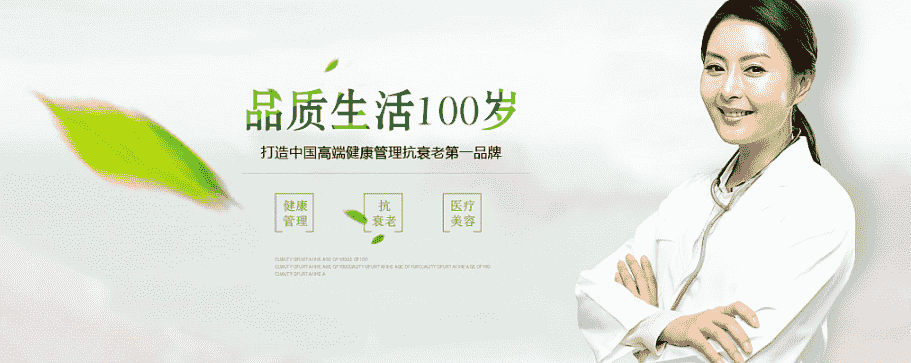 品质生活100岁
打造中国高端健康管理抗衰老第一品牌
健康
管理
抗
衰老
医疗
美容